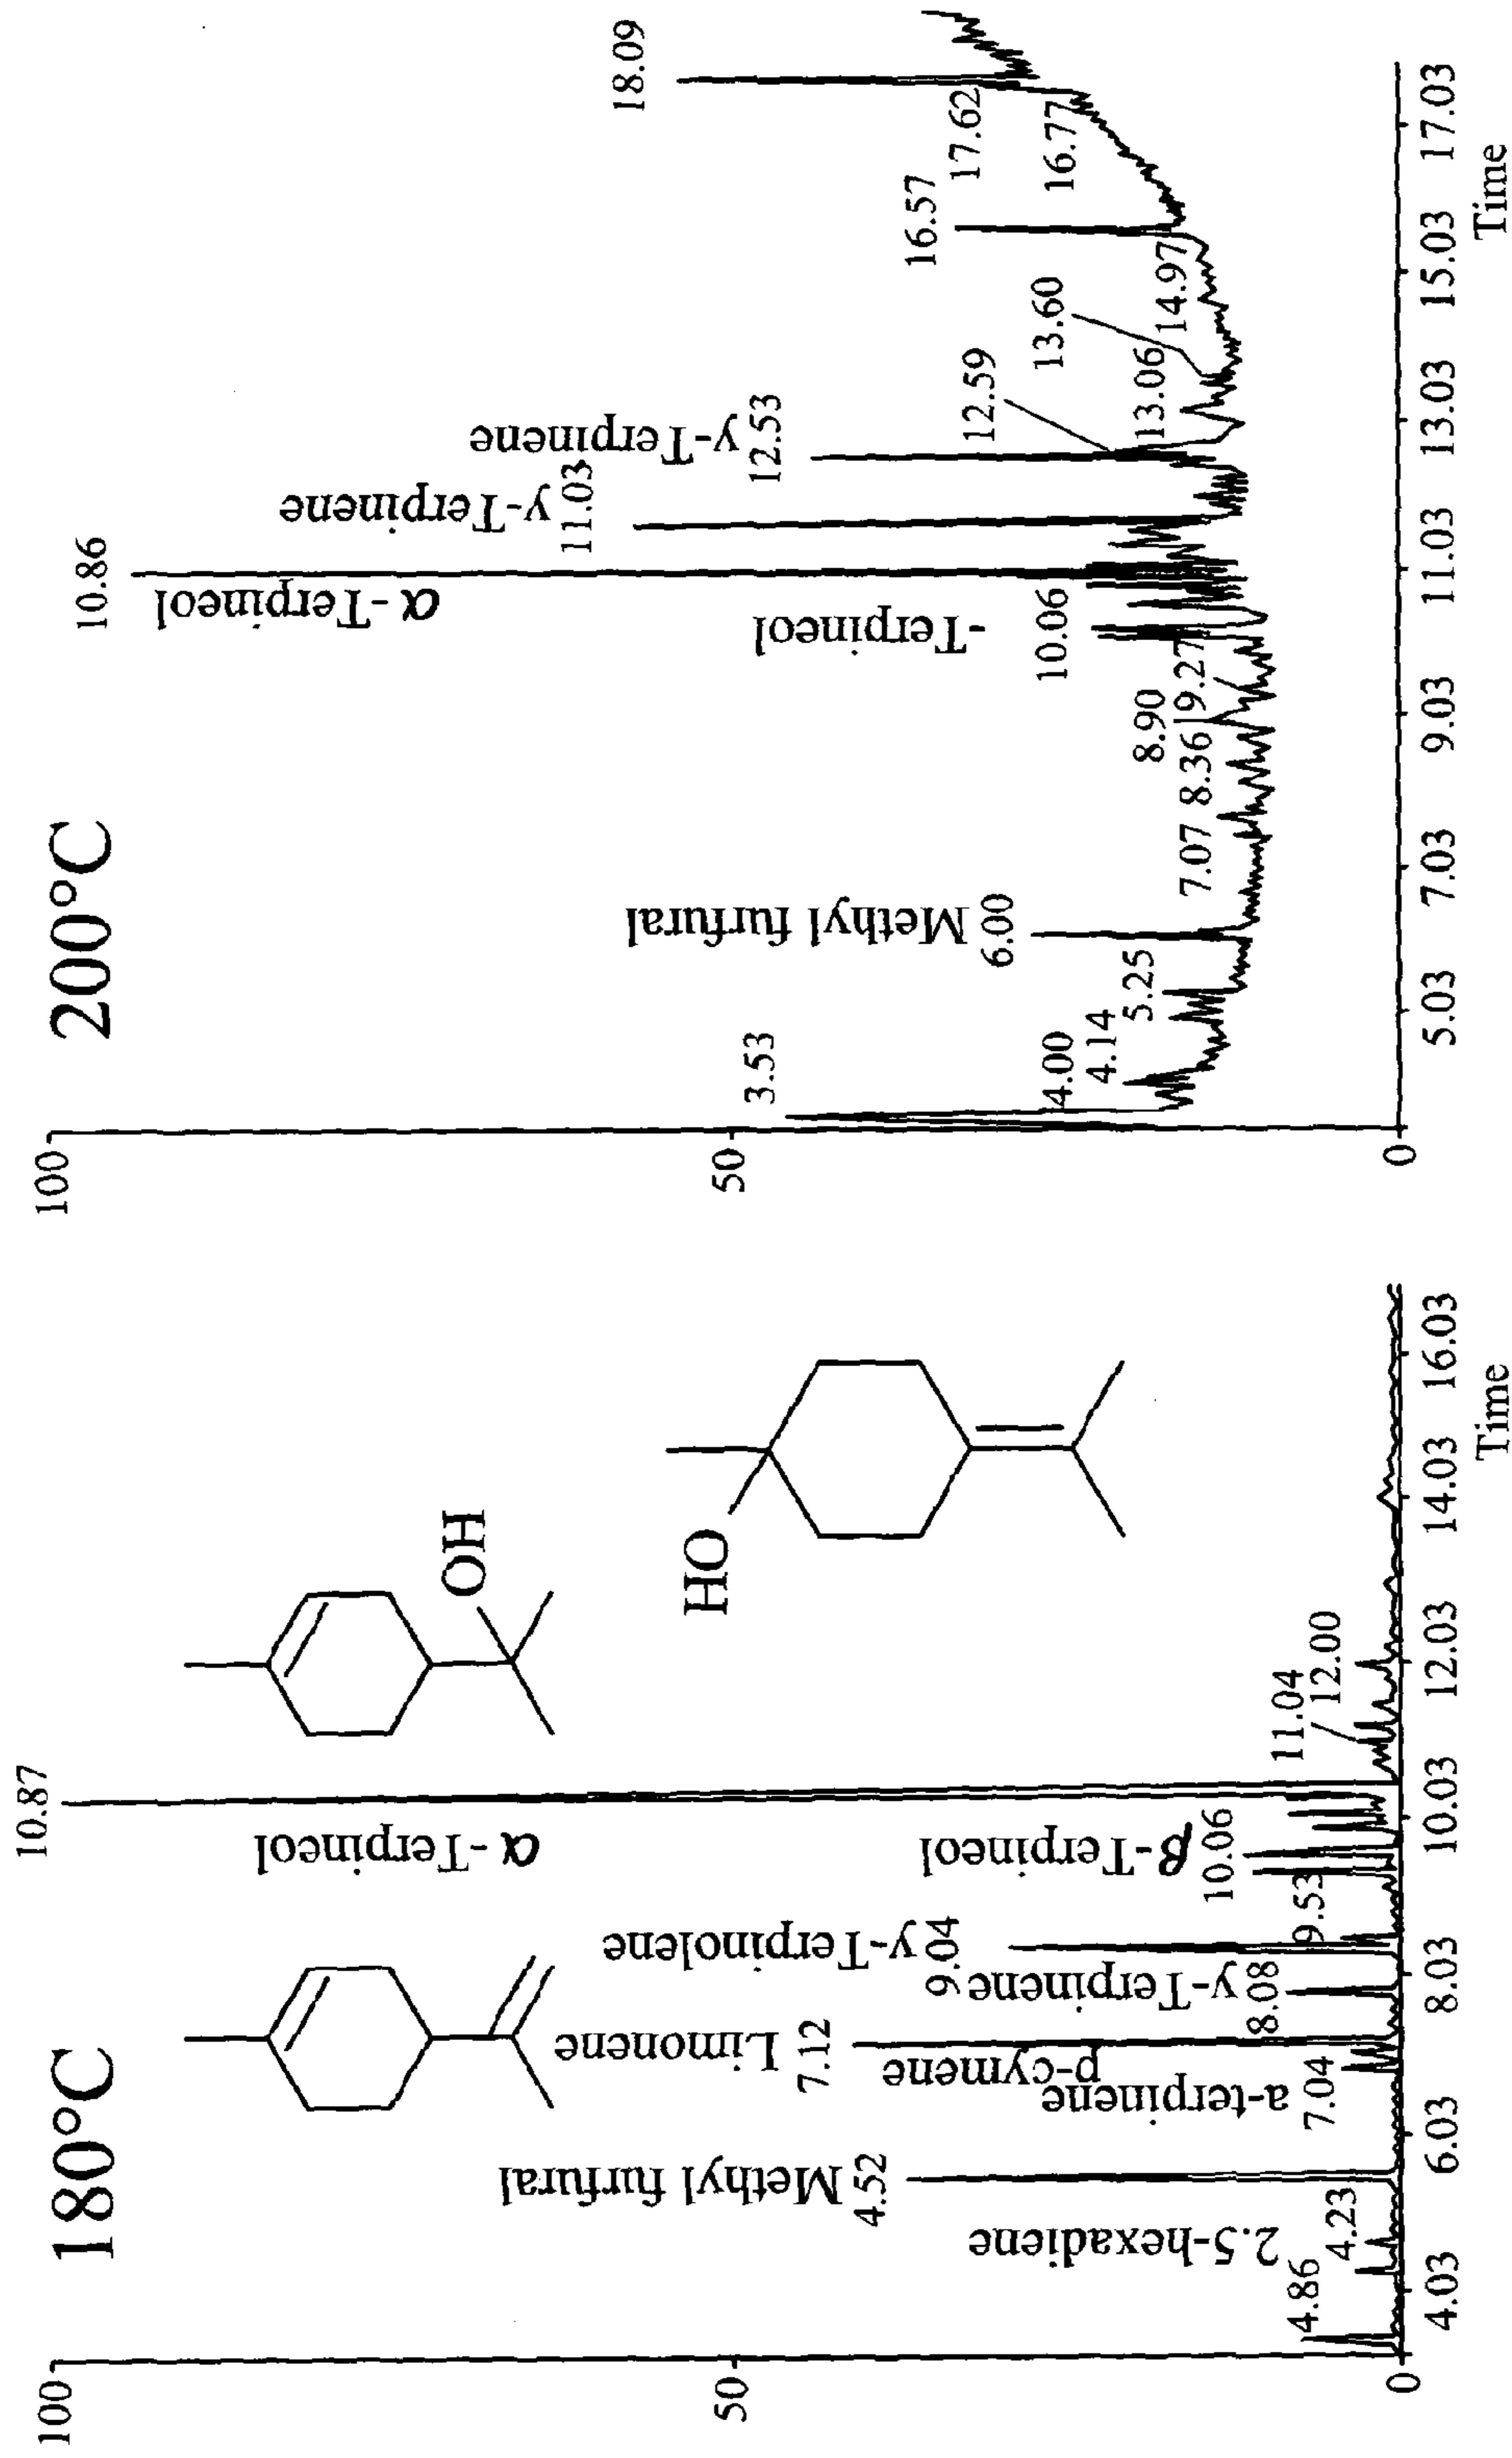 180°C
100
50
0
10.87
α-Terpineol
OH
HO
Limonene
7.12
y-Terpinolene
9.04
y-Terpinene
8.08
p-cymene
a-terpinene
7.04
Methyl furfural
4.52
2.5-hexadiene
4.86
4.23
β-Terpineol
10.06
9.53
11.04
12.00
4.03 6.03 8.03 10.03 12.03 14.03 16.03
Time
200°C
100
50
0
10.86
α-Terpineol
y-Terpinene
11.03
y-Terpinene
12.53
-Terpineol
10.06
Methyl furfural
6.00
3.53
4.00
4.14
5.25
7.07
8.36
8.90
9.27
12.59
13.06
13.60
14.97
16.57
16.77
17.62
18.09
5.03 7.03 9.03 11.03 13.03 15.03 17.03
Time